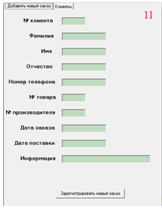 Добавить новый заказ Клиенты
11
№ клиента
Фамилия
Имя
Отчество
Номер телефона
№ товара
№ производителя
Дата заказа
Дата поставки
Информация
Зарегистрировать новый заказ